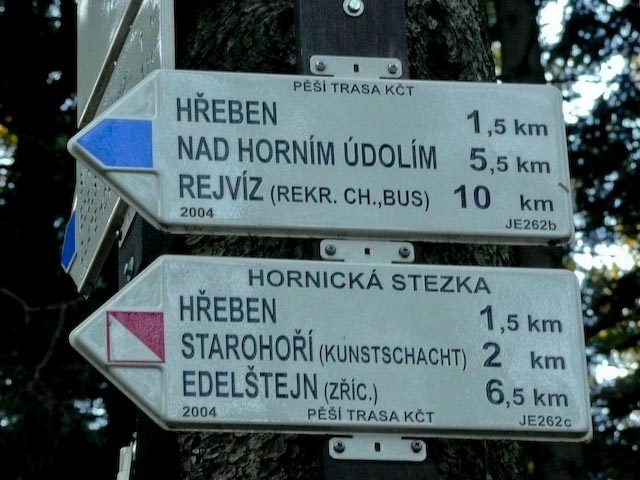 PĚŠÍ TRASA KČT
HŘEBEN 1,5 km
NAD HORNÍM ÚDOLÍM 5,5 km
REJVÍZ (REKR. CH.,BUS) 10 km
2004 JE262b
HORNICKÁ STEZKA
HŘEBEN 1,5 km
STAROHOŘÍ (KUNSTSCHACHT) 2 km
EDELŠTEJN (ZŘÍC.) 6,5 km
2004 PĚŠÍ TRASA KČT JE262c